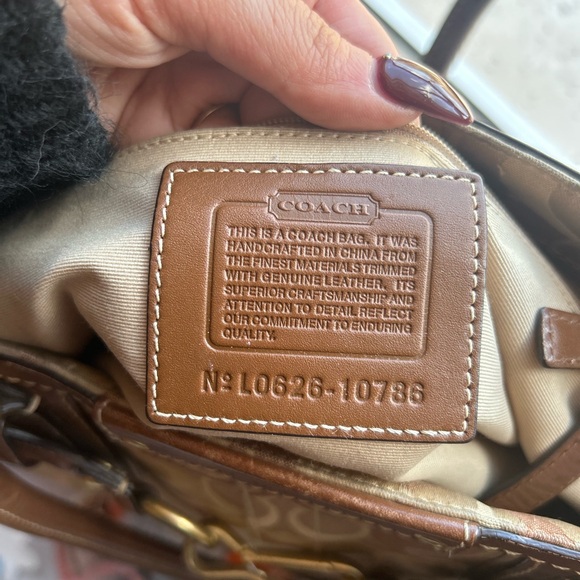 COACH
THIS IS A COACH BAG. IT WAS
HANDCRAFTED IN CHINA FROM
THE FINEST MATERIALS TRIMMED
WITH GENUINE LEATHER. ITS
SUPERIOR CRAFTSMANSHIP AND
ATTENTION TO DETAIL REFLECT
OUR COMMITMENT TO ENDURING
QUALITY.
Nº L0626-10736